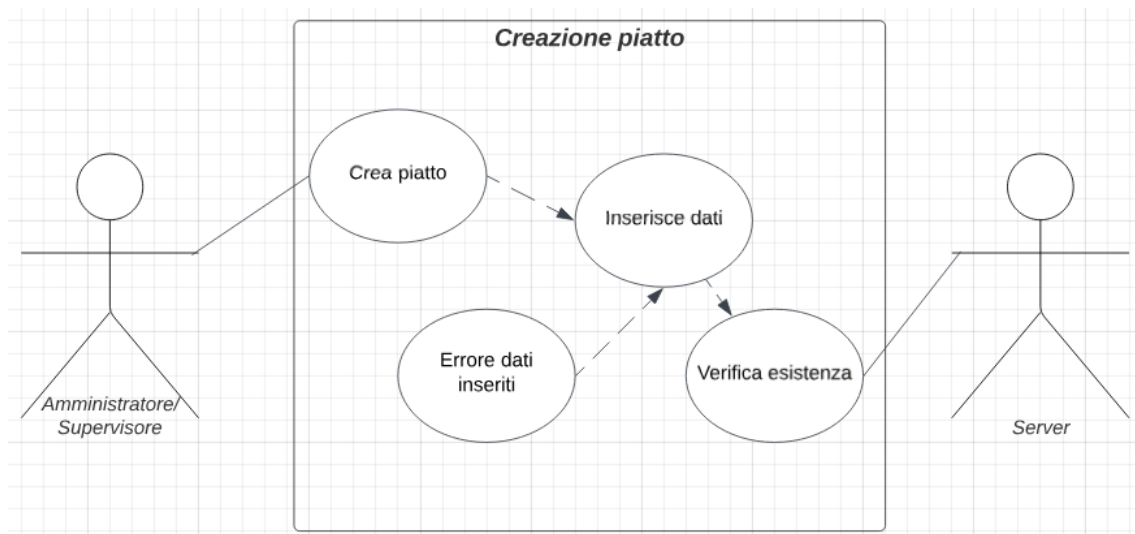 Creazione piatto
Crea piatto
Inserisce dati
Errore dati
inseriti
Verifica esistenza
Amministratore/
Supervisore
Server